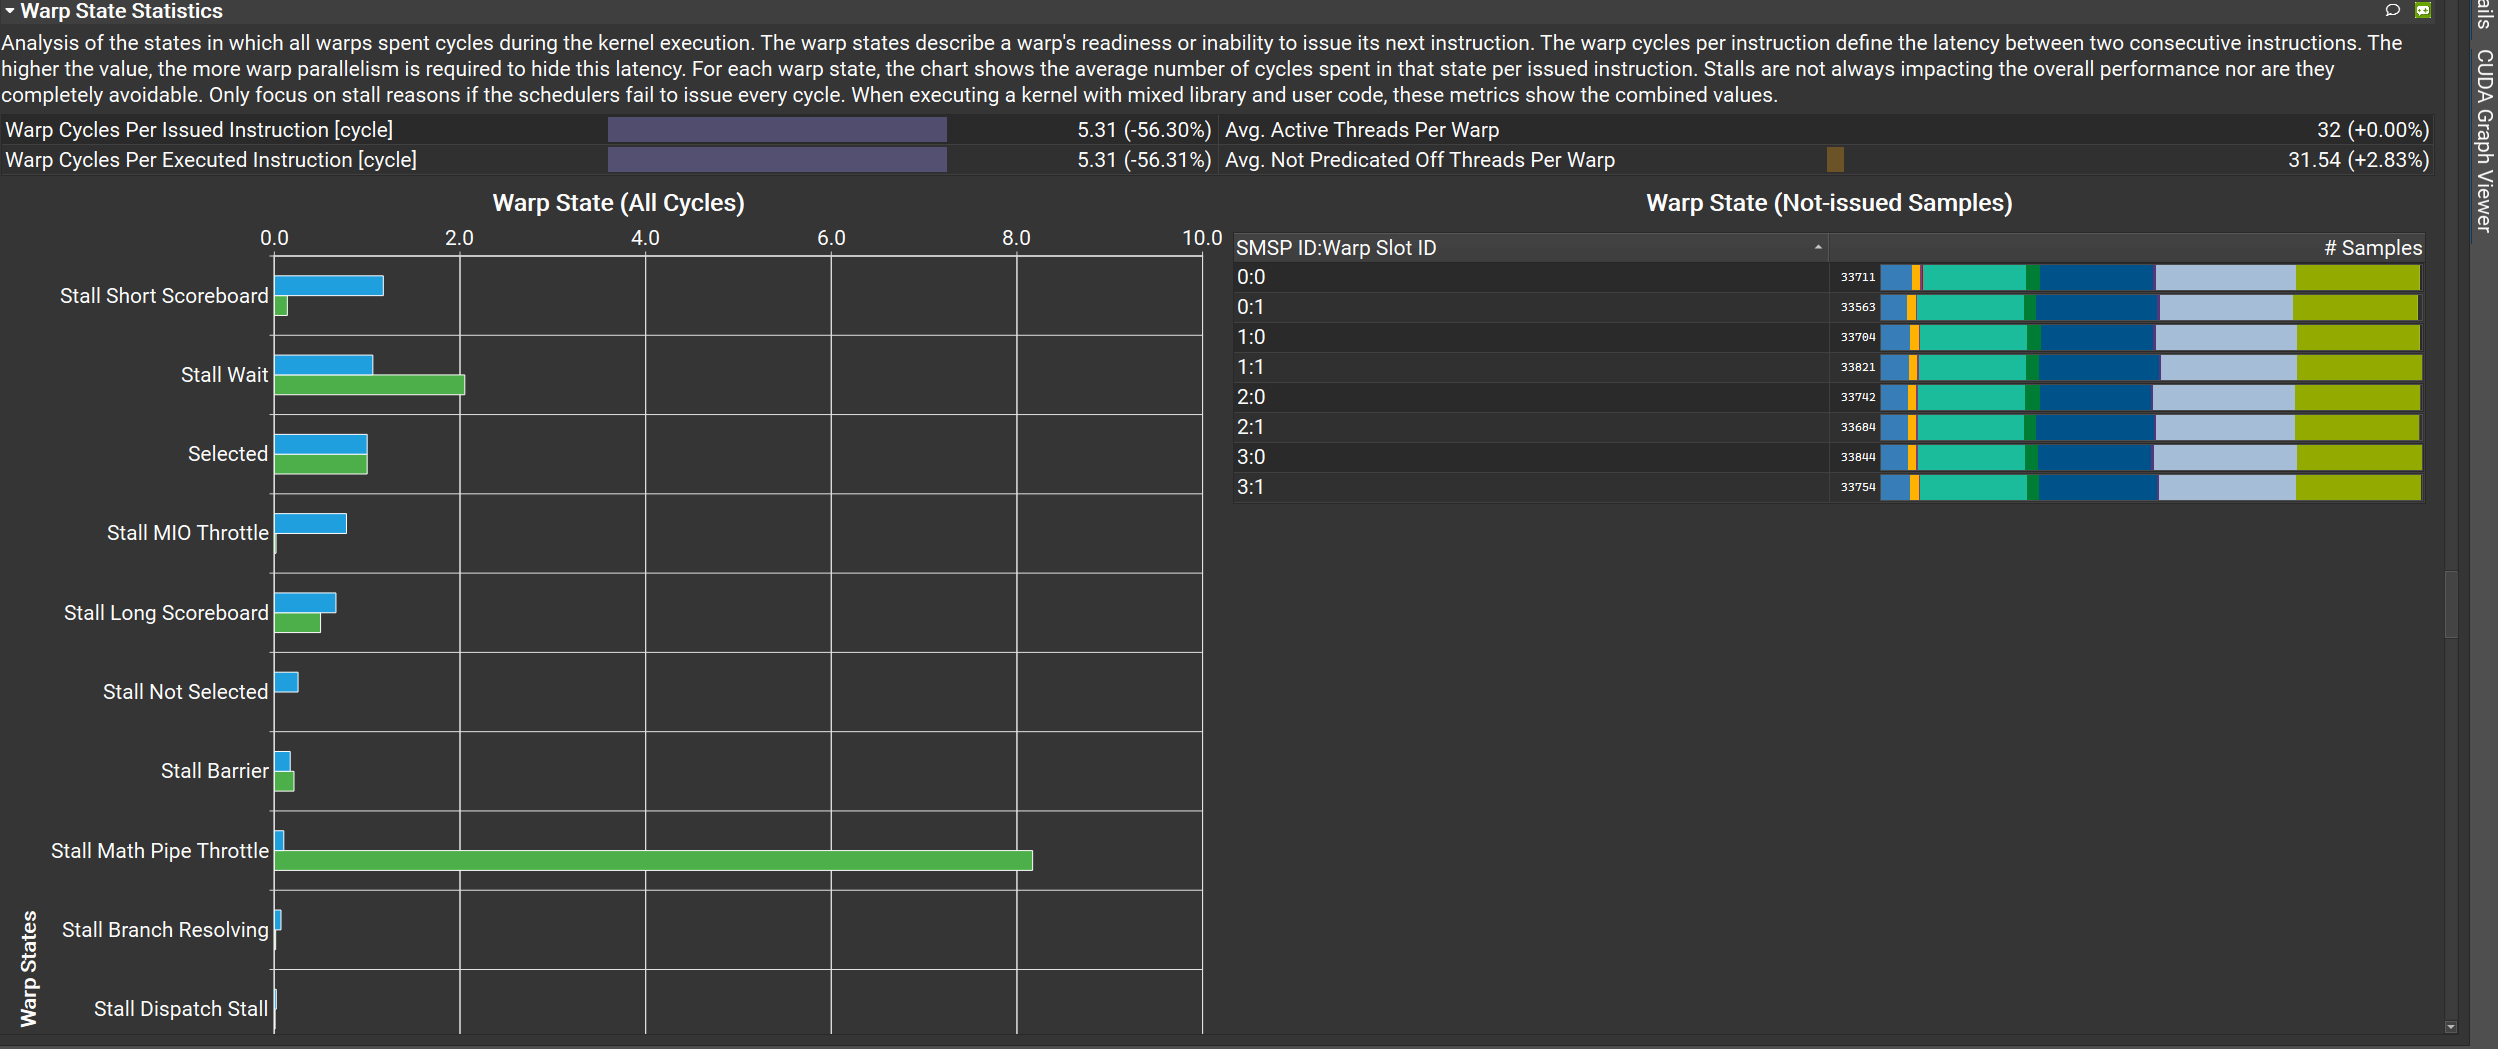 Warp State Statistics
Analysis of the states in which all warps spent cycles during the kernel execution. The warp states describe a warp's readiness or inability to issue its next instruction. The warp cycles per instruction define the latency between two consecutive instructions. The
higher the value, the more warp parallelism is required to hide this latency. For each warp state, the chart shows the average number of cycles spent in that state per issued instruction. Stalls are not always impacting the overall performance nor are they
completely avoidable. Only focus on stall reasons if the schedulers fail to issue every cycle. When executing a kernel with mixed library and user code, these metrics show the combined values.
Warp Cycles Per Issued Instruction [cycle] 5.31 (-56.30%) Avg. Active Threads Per Warp 32 (+0.00%)
Warp Cycles Per Executed Instruction [cycle] 5.31 (-56.31%) Avg. Not Predicated Off Threads Per Warp 31.54 (+2.83%)
Warp State (All Cycles)
0.0 2.0 4.0 6.0 8.0 10.0
Stall Short Scoreboard
Stall Wait
Selected
Stall MIO Throttle
Stall Long Scoreboard
Stall Not Selected
Stall Barrier
Stall Math Pipe Throttle
Stall Branch Resolving
Stall Dispatch Stall
Warp States
Warp State (Not-issued Samples)
SMSP ID:Warp Slot ID # Samples
0:0 33711
0:1 33563
1:0 33704
1:1 33821
2:0 33742
2:1 33684
3:0 33844
3:1 33754
ails
CUDA Graph Viewer